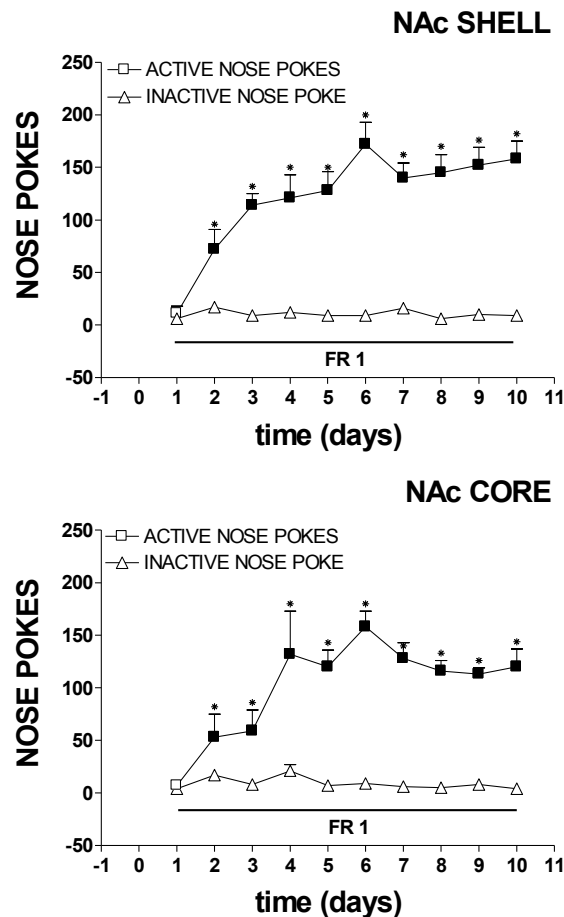 NAc SHELL
250
200
150
100
50
0
-50
NOSE POKES
ACTIVE NOSE POKES
INACTIVE NOSE POKE
* * * * * * * * *
FR 1
-1 0 1 2 3 4 5 6 7 8 9 10 11
time (days)
NAc CORE
250
200
150
100
50
0
-50
NOSE POKES
ACTIVE NOSE POKES
INACTIVE NOSE POKE
* * * * * * * * *
FR 1
-1 0 1 2 3 4 5 6 7 8 9 10 11
time (days)